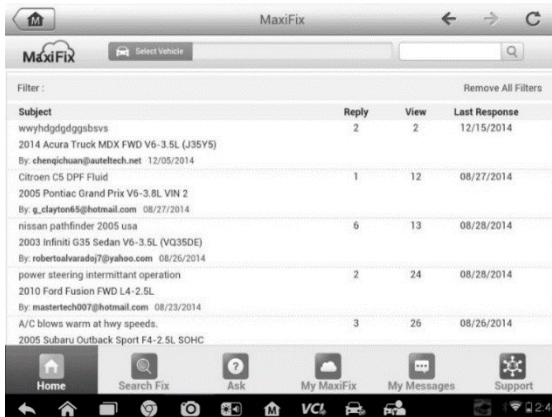 MaxiFix
MaxiFix Select Vehicle
Filter : Remove All Filters
Subject Reply View Last Response
wwyhdgdgdggsbsvs 2 2 12/15/2014
2014 Acura Truck MDX FWD V6-3.5L (J35Y5)
By: chenqichuan@auteltech.net 12/05/2014
Citroen C5 DPF Fluid 1 12 08/27/2014
2005 Pontiac Grand Prix V6-3.8L VIN 2
By: g_clayton65@hotmail.com 08/27/2014
nissan pathfinder 2005 usa 6 13 08/28/2014
2003 Infiniti G35 Sedan V6-3.5L (VQ35DE)
By: robertoalvaradoj7@yahoo.com 08/26/2014
power steering intermittant operation 2 24 08/28/2014
2010 Ford Fusion FWD L4-2.5L
By: mastertech007@hotmail.com 08/23/2014
A/C blows warm at hwy speeds. 3 26 08/26/2014
2005 Subaru Outback Sport F4-2.5L SOHC
Home Search Fix Ask My MaxiFix My Messages Support
VCI